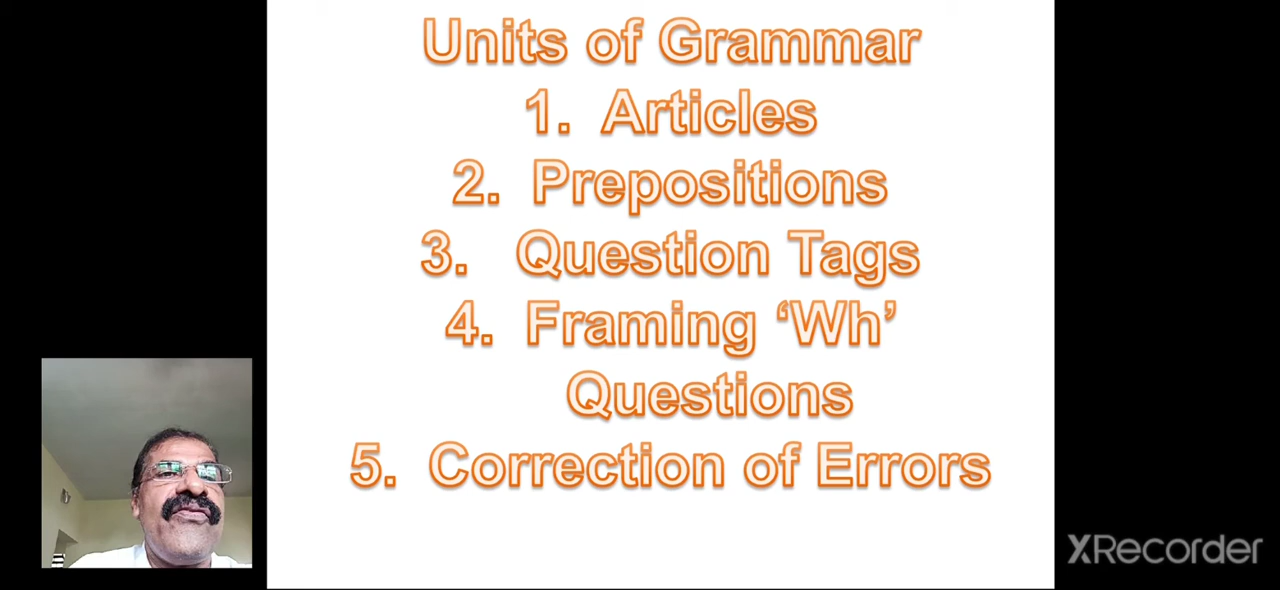 Units of Grammar
1. Articles
2. Prepositions
3. Question Tags
4. Framing ‘Wh’
Questions
5. Correction of Errors
XRecorder